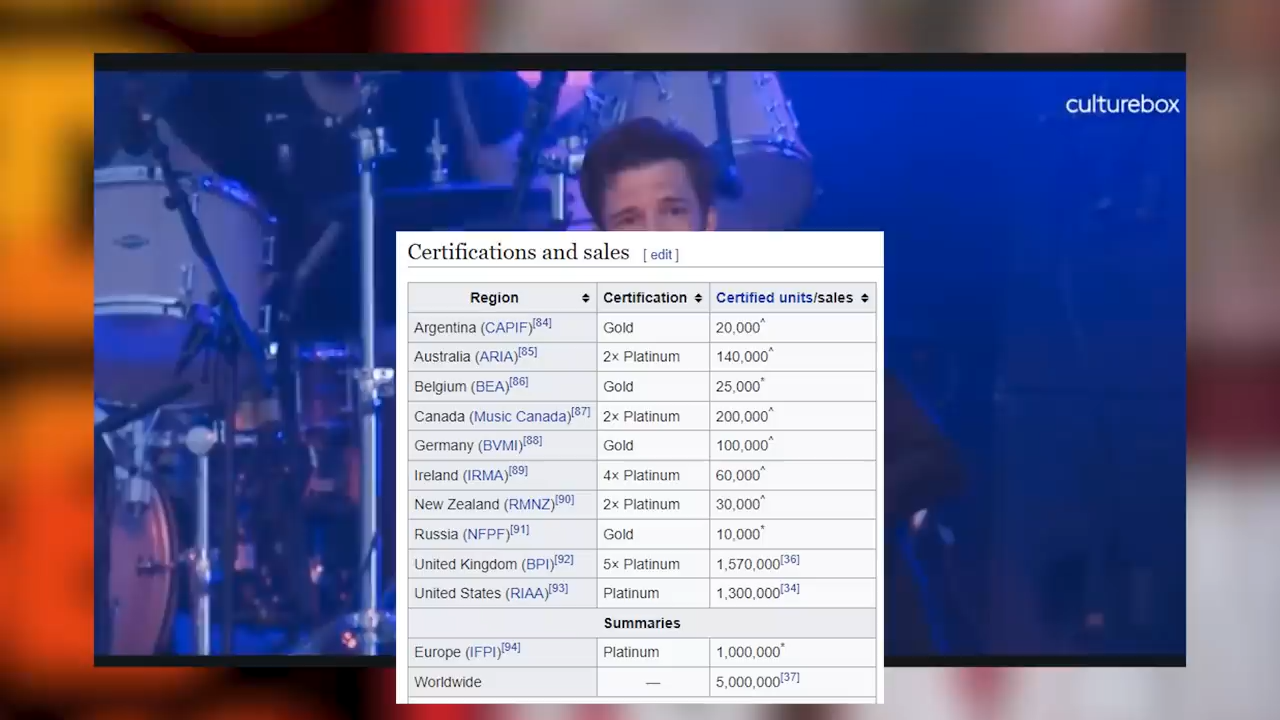 culturebox
Certifications and sales [ edit ]
Region Certification Certified units/sales
Argentina (CAPIF)[84] Gold 20,000^
Australia (ARIA)[85] 2× Platinum 140,000^
Belgium (BEA)[86] Gold 25,000*
Canada (Music Canada)[87] 2× Platinum 200,000^
Germany (BVMI)[88] Gold 100,000^
Ireland (IRMA)[89] 4× Platinum 60,000^
New Zealand (RMNZ)[90] 2× Platinum 30,000^
Russia (NFPF)[91] Gold 10,000*
United Kingdom (BPI)[92] 5× Platinum 1,570,000[36]
United States (RIAA)[93] Platinum 1,300,000[34]
Summaries
Europe (IFPI)[94] Platinum 1,000,000*
Worldwide — 5,000,000[37]